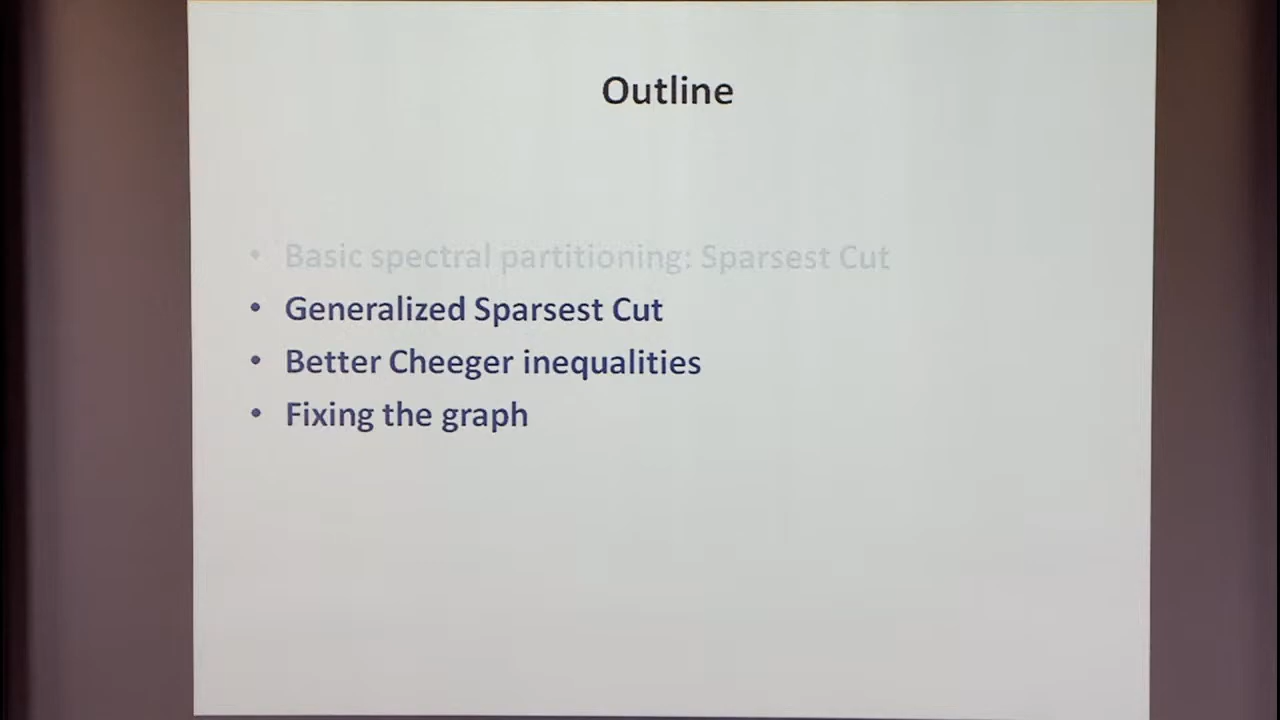 Outline
• Basic spectral partitioning: Sparsest Cut
• Generalized Sparsest Cut
• Better Cheeger inequalities
• Fixing the graph